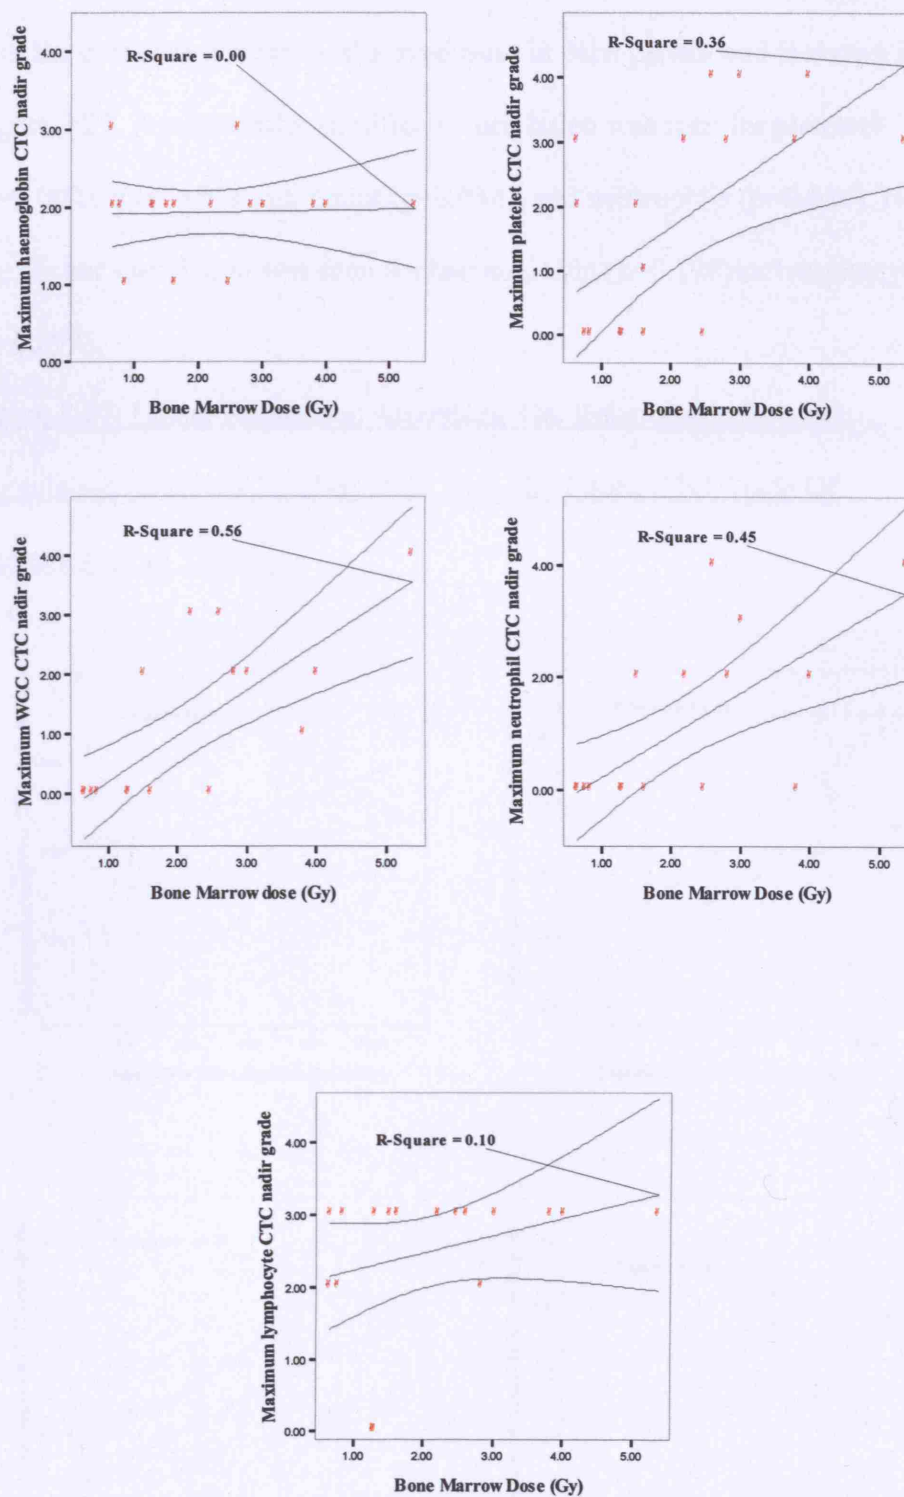 R-Square = 0.00
Maximum haemoglobin CTC nadir grade
4.00
3.00
2.00
1.00
0.00
1.00 2.00 3.00 4.00 5.00
Bone Marrow Dose (Gy)
R-Square = 0.36
Maximum platelet CTC nadir grade
4.00
3.00
2.00
1.00
0.00
1.00 2.00 3.00 4.00 5.00
Bone Marrow Dose (Gy)
R-Square = 0.56
Maximum WCC CTC nadir grade
4.00
3.00
2.00
1.00
0.00
1.00 2.00 3.00 4.00 5.00
Bone Marrow dose (Gy)
R-Square = 0.45
Maximum neutrophil CTC nadir grade
4.00
2.00
0.00
1.00 2.00 3.00 4.00 5.00
Bone Marrow Dose (Gy)
R-Square = 0.10
Maximum lymphocyte CTC nadir grade
4.00
3.00
2.00
1.00
0.00
1.00 2.00 3.00 4.00 5.00
Bone Marrow Dose (Gy)